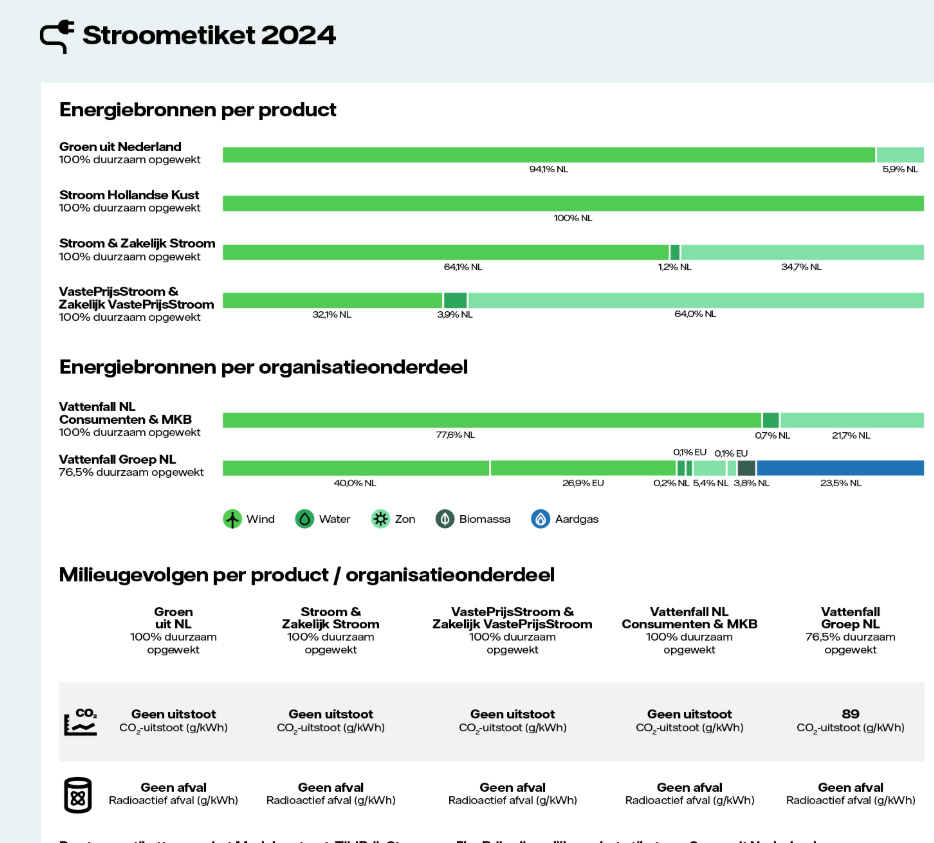 Stroometiket 2024
Energiebronnen per product
Groen uit Nederland
100% duurzaam opgewekt
94,1% NL
5,9% NL
Stroom Hollandse Kust
100% duurzaam opgewekt
100% NL
Stroom & Zakelijk Stroom
100% duurzaam opgewekt
64,1% NL
1,2% NL
34,7% NL
VastePrijsStroom &
Zakelijk VastePrijsStroom
100% duurzaam opgewekt
32,1% NL
3,9% NL
64,0% NL
Energiebronnen per organisatieonderdeel
Vattenfall NL
Consumenten & MKB
100% duurzaam opgewekt
77,6% NL
0,7% NL
21,7% NL
Vattenfall Groep NL
76,5% duurzaam opgewekt
0,1% EU
0,1% EU
40,0% NL
26,9% EU
0,2% NL
5,4% NL
3,8% NL
23,5% NL
Wind
Water
Zon
Biomassa
Aardgas
Milieugevolgen per product / organisatieonderdeel
Groen
uit NL
100% duurzaam
opgewekt
Stroom &
Zakelijk Stroom
100% duurzaam
opgewekt
VastePrijsStroom &
Zakelijk VastePrijsStroom
100% duurzaam
opgewekt
Vattenfall NL
Consumenten & MKB
100% duurzaam
opgewekt
Vattenfall
Groep NL
76,5% duurzaam
opgewekt
CO₂
Geen uitstoot
CO₂-uitstoot (g/kWh)
Geen uitstoot
CO₂-uitstoot (g/kWh)
Geen uitstoot
CO₂-uitstoot (g/kWh)
Geen uitstoot
CO₂-uitstoot (g/kWh)
89
CO₂-uitstoot (g/kWh)
Geen afval
Radioactief afval (g/kWh)
Geen afval
Radioactief afval (g/kWh)
Geen afval
Radioactief afval (g/kWh)
Geen afval
Radioactief afval (g/kWh)
Geen afval
Radioactief afval (g/kWh)